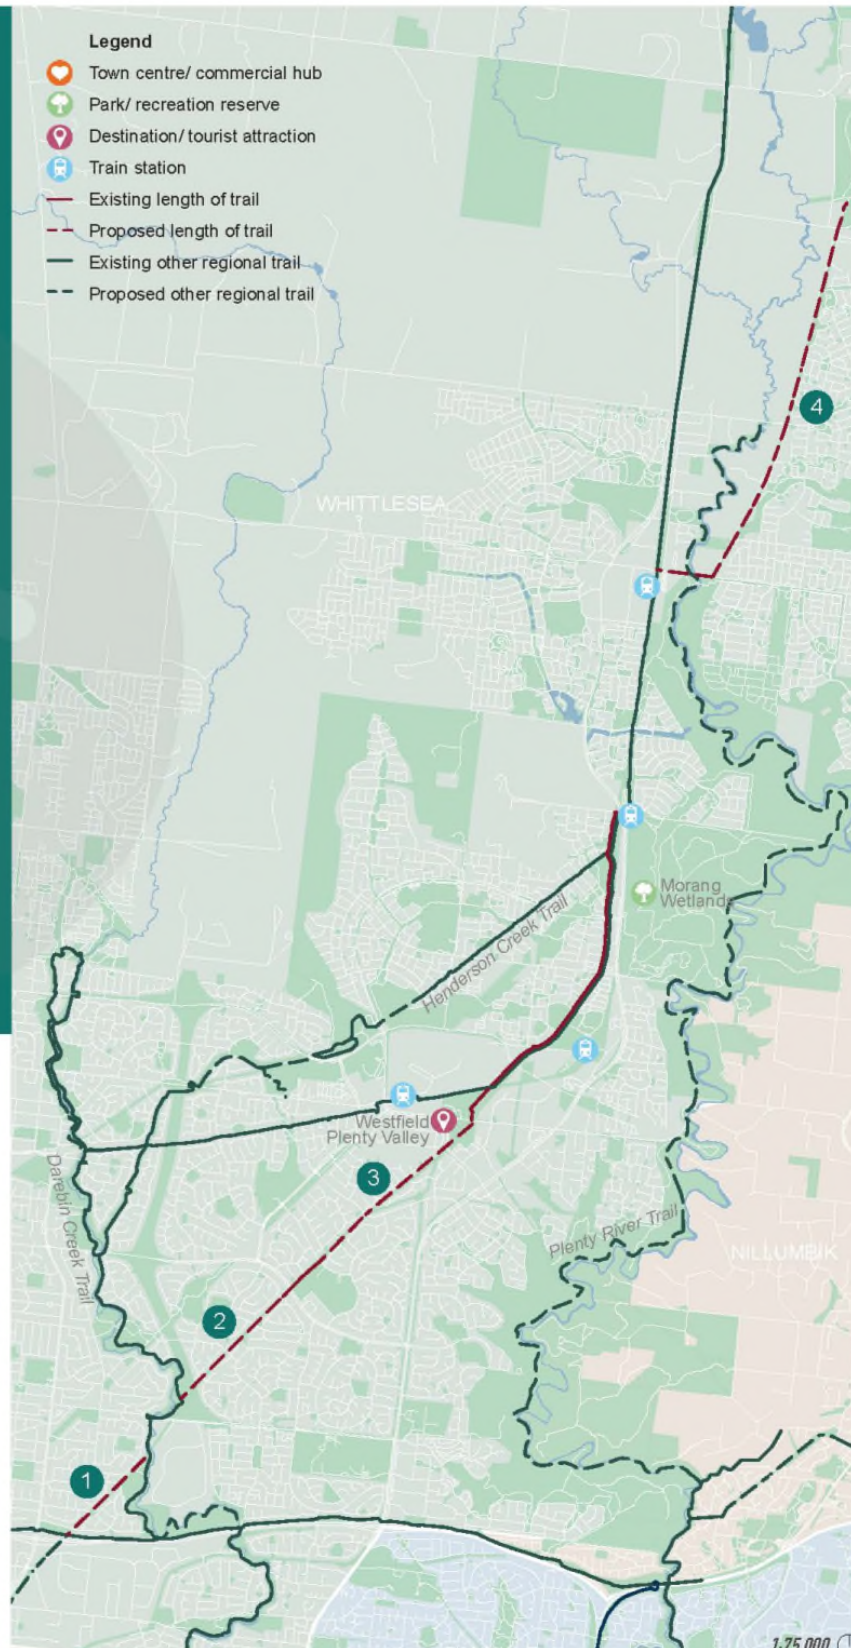 Legend
Town centre/ commercial hub
Park/ recreation reserve
Destination/ tourist attraction
Train station
Existing length of trail
Proposed length of trail
Existing other regional trail
Proposed other regional trail
4
WHITTLESEA
Morang
Wetlands
Henderson Creek Trail
Westfield
Plenty Valley
3
Darebin Creek Trail
Plenty River Trail
NILLUMBIK
2
1
1:75,000